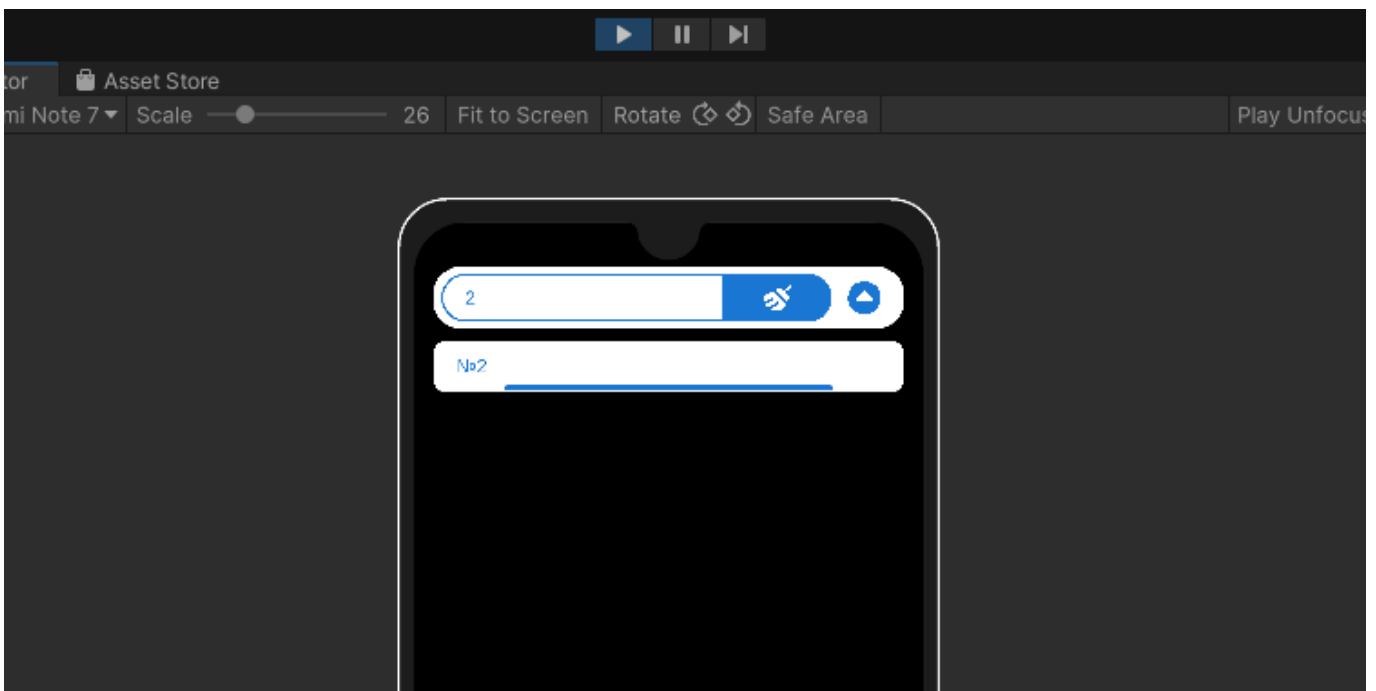 tor Asset Store
mi Note 7 Scale 26 Fit to Screen Rotate Safe Area Play Unfocus
2
№2